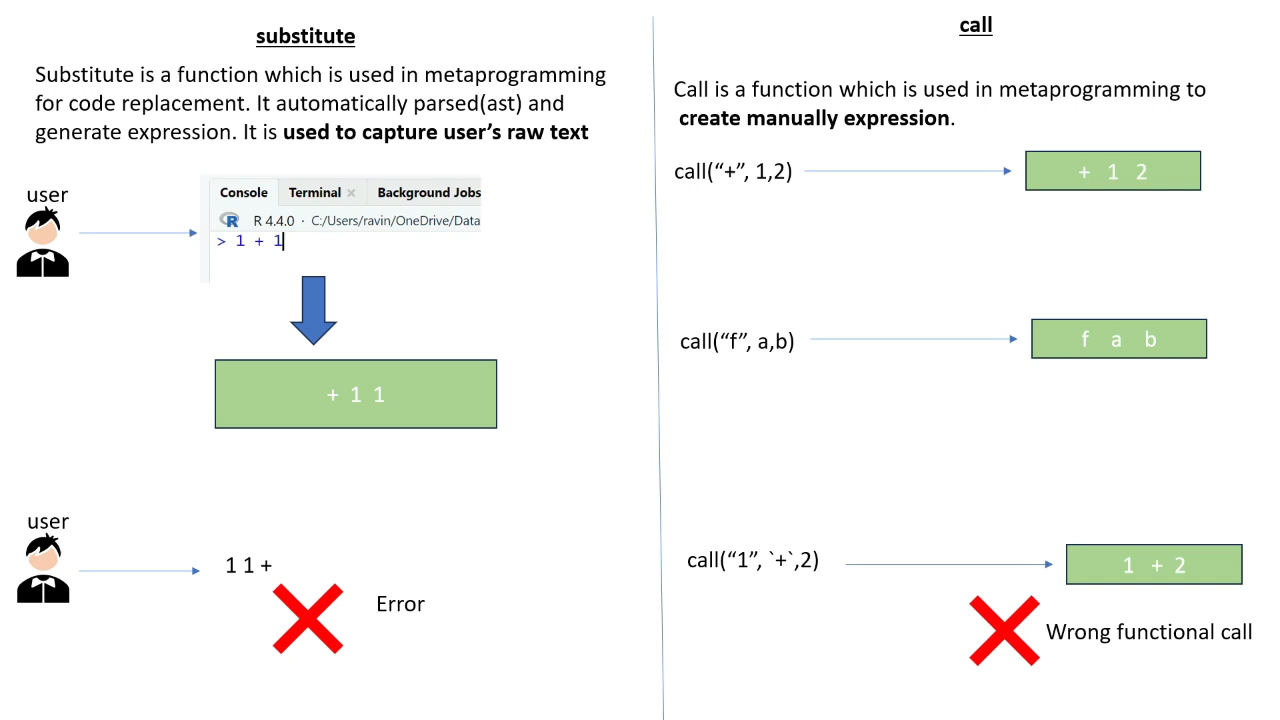 substitute
Substitute is a function which is used in metaprogramming
for code replacement. It automatically parsed(ast) and
generate expression. It is used to capture user’s raw text
user
Console Terminal × Background Jobs
R R 4.4.0 · C:/Users/ravin/OneDrive/Data
> 1 + 1
+ 1 1
user
1 1 +
Error
call
Call is a function which is used in metaprogramming to
create manually expression.
call(“+”, 1,2)
+ 1 2
call(“f”, a,b)
f a b
call(“1”, `+`,2)
1 + 2
Wrong functional call